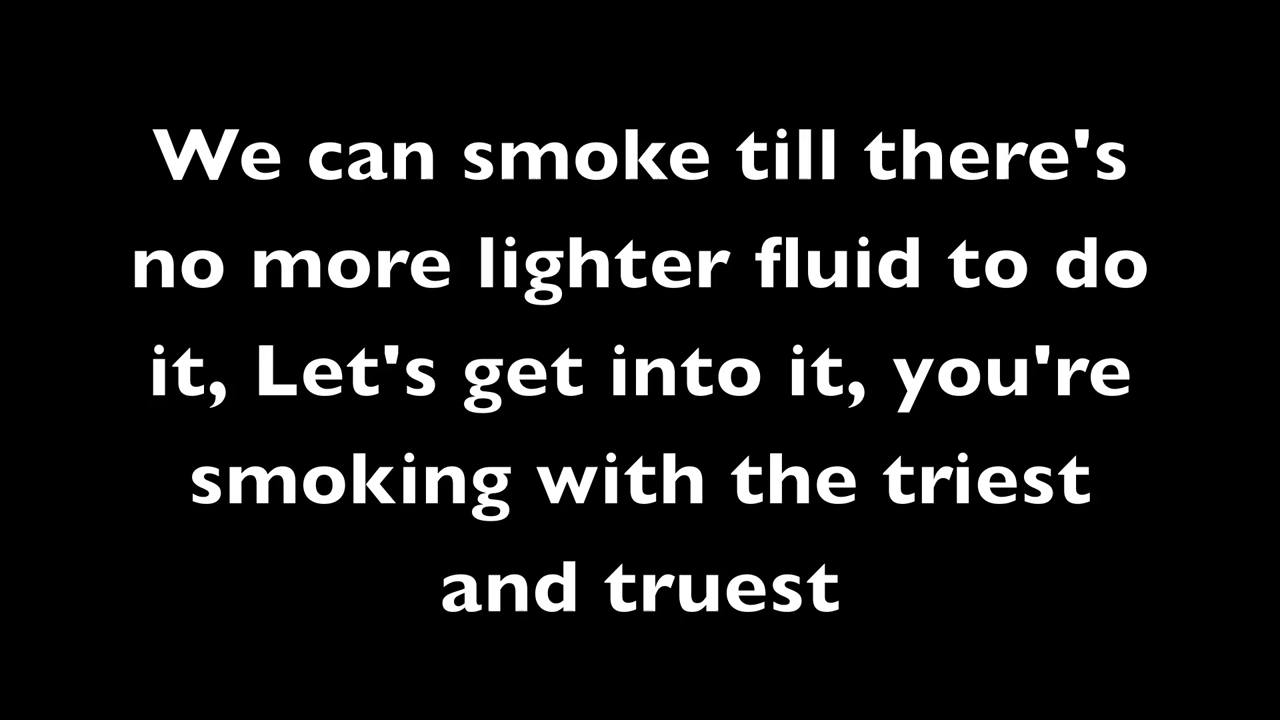 We can smoke till there's
no more lighter fluid to do
it, Let's get into it, you're
smoking with the triest
and truest